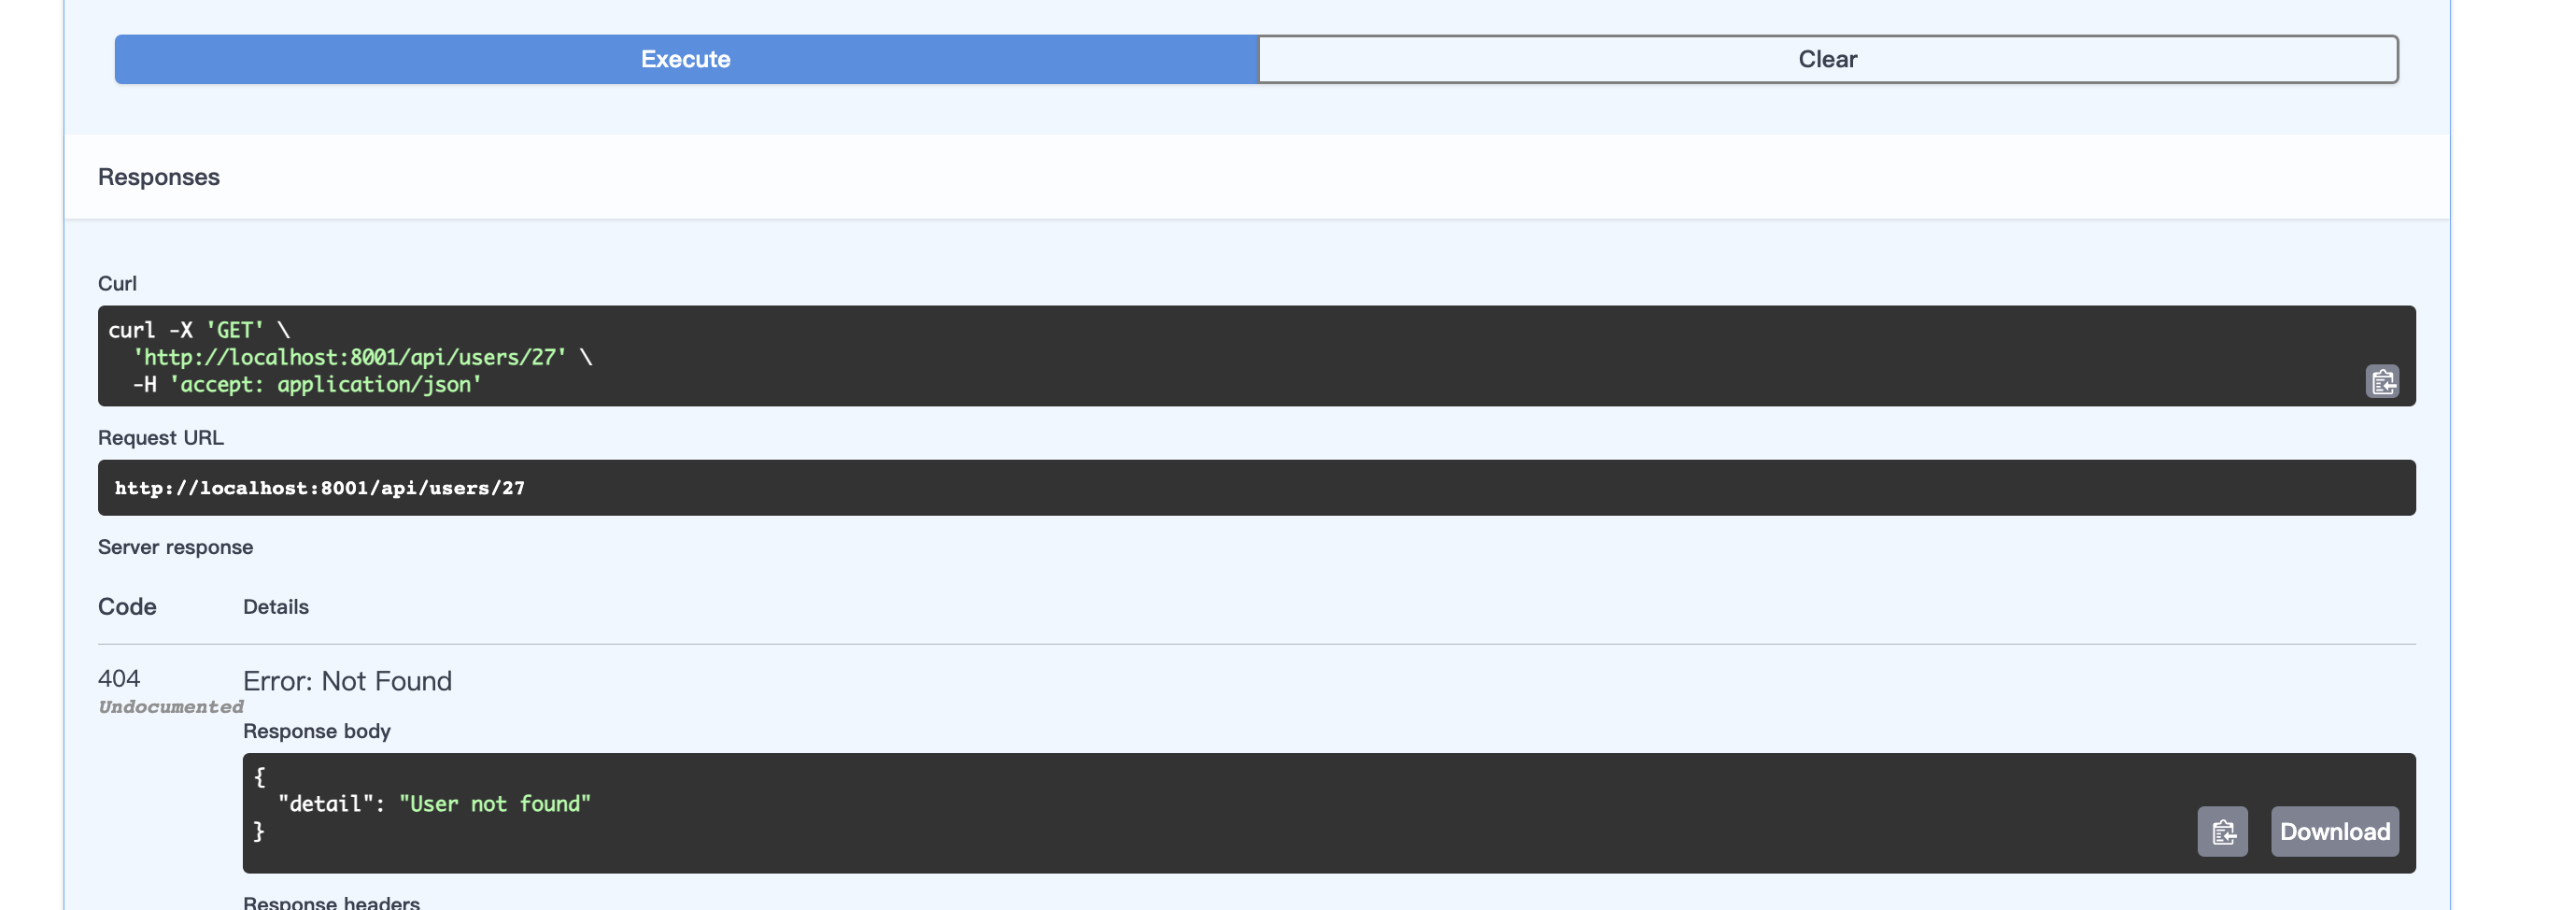 Execute
Clear
Responses
Curl
curl -X 'GET' \
  'http://localhost:8001/api/users/27' \
  -H 'accept: application/json'
Request URL
http://localhost:8001/api/users/27
Server response
Code
Details
404
Undocumented
Error: Not Found
Response body
{
  "detail": "User not found"
}
Download
Response headers